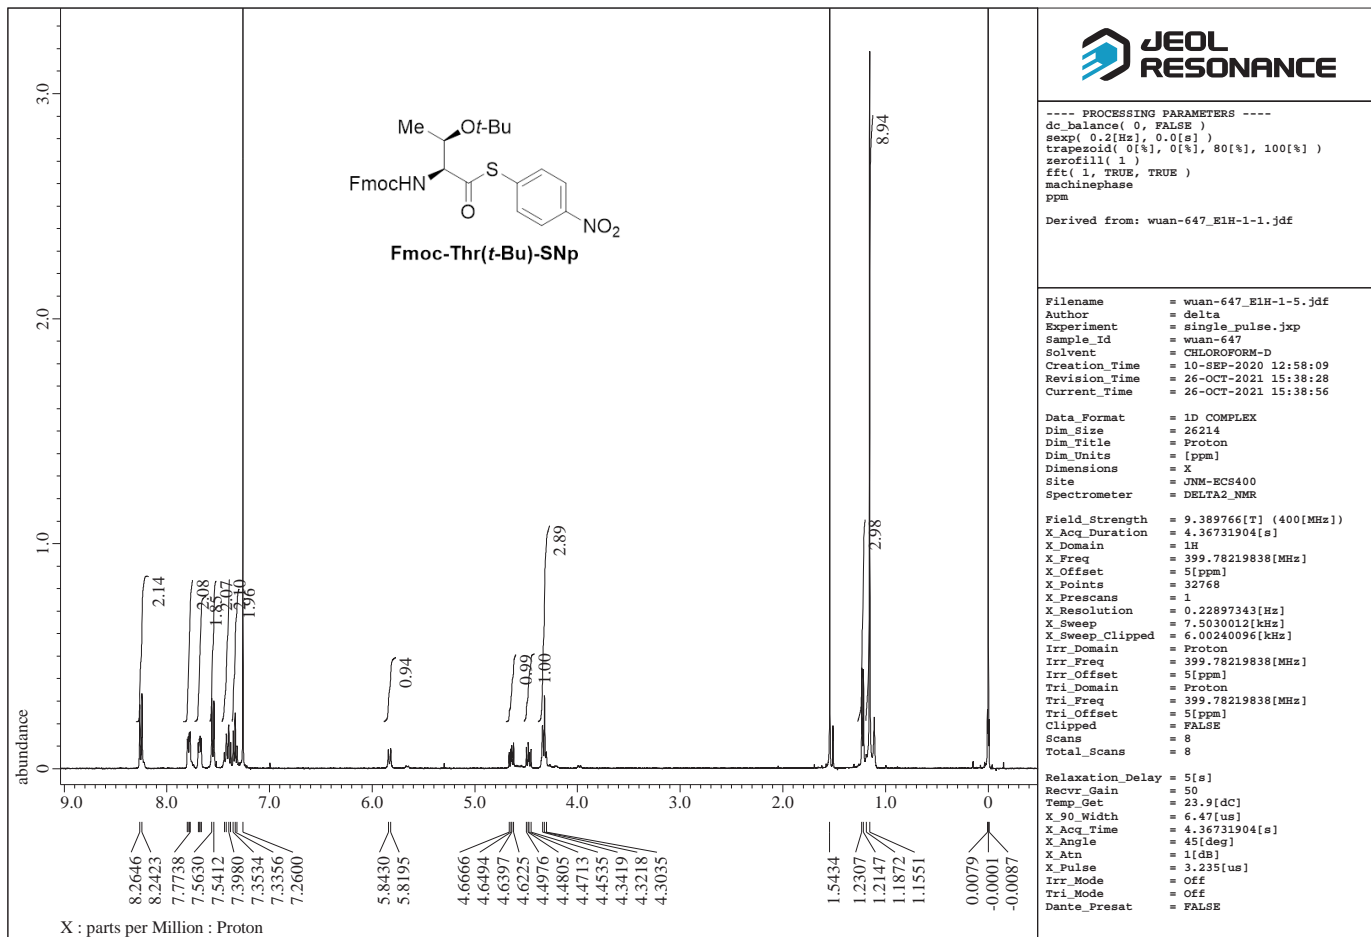 JEOL
RESONANCE
---- PROCESSING PARAMETERS ----
dc_balance( 0, FALSE )
sexp( 0.2[Hz], 0.0[s] )
trapezoid( 0[%], 0[%], 80[%], 100[%] )
zerofill( 1 )
fft( 1, TRUE, TRUE )
machinephase
ppm
Derived from: wuan-647_E1H-1-1.jdf
Filename = wuan-647_E1H-1-5.jdf
Author = delta
Experiment = single_pulse.jxp
Sample_Id = wuan-647
Solvent = CHLOROFORM-D
Creation_Time = 10-SEP-2020 12:58:09
Revision_Time = 26-OCT-2021 15:38:28
Current_Time = 26-OCT-2021 15:38:56
Data_Format = 1D COMPLEX
Dim_Size = 26214
Dim_Title = Proton
Dim_Units = [ppm]
Dimensions = X
Site = JNM-ECS400
Spectrometer = DELTA2_NMR
Field_Strength = 9.389766[T] (400[MHz])
X_Acq_Duration = 4.36731904[s]
X_Domain = 1H
X_Freq = 399.78219838[MHz]
X_Offset = 5[ppm]
X_Points = 32768
X_Prescans = 1
X_Resolution = 0.22897343[Hz]
X_Sweep = 7.5030012[kHz]
X_Sweep_Clipped = 6.00240096[kHz]
Irr_Domain = Proton
Irr_Freq = 399.78219838[MHz]
Irr_Offset = 5[ppm]
Tri_Domain = Proton
Tri_Freq = 399.78219838[MHz]
Tri_Offset = 5[ppm]
Clipped = FALSE
Scans = 8
Total_Scans = 8
Relaxation_Delay = 5[s]
Recvr_Gain = 50
Temp_Get = 23.9[dC]
X_90_Width = 6.47[us]
X_Acq_Time = 4.36731904[s]
X_Angle = 45[deg]
X_Atn = 1[dB]
X_Pulse = 3.235[us]
Irr_Mode = Off
Tri_Mode = Off
Dante_Presat = FALSE
Me
Ot-Bu
FmocHN
S
O
NO2
Fmoc-Thr(t-Bu)-SNp
abundance
3.0
2.0
1.0
0
2.14
2.08
1.85
2.07
2.10
1.96
0.94
0.99
1.00
2.89
2.98
8.94
9.0 8.0 7.0 6.0 5.0 4.0 3.0 2.0 1.0 0
8.2646
8.2423
7.7738
7.5630
7.5412
7.3980
7.3534
7.3356
7.2600
5.8430
5.8195
4.6666
4.6494
4.6397
4.6225
4.4976
4.4805
4.4713
4.4535
4.3419
4.3218
4.3035
1.5434
1.2307
1.2147
1.1872
1.1551
0.0079
-0.0001
-0.0087
X : parts per Million : Proton